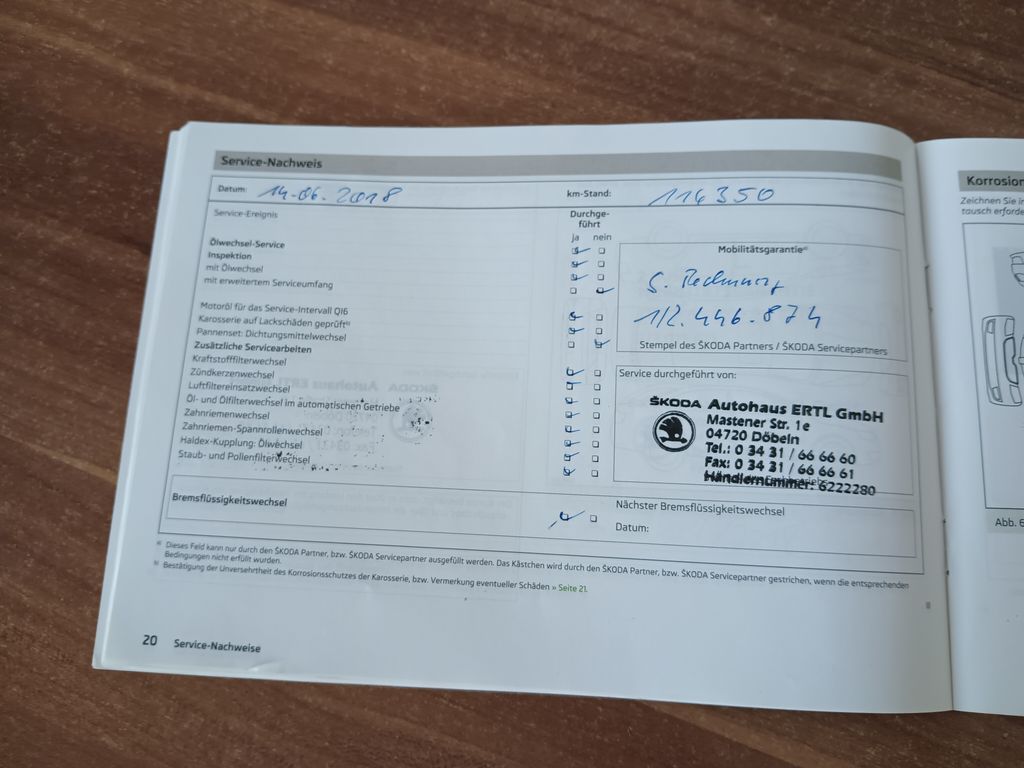 Service-Nachweis
Datum: 14.06.2018 km-Stand: 114350
Service-Ereignis
Durchge-
führt
ja nein
Ölwechsel-Service
Inspektion
mit Ölwechsel
mit erweitertem Serviceumfang
Motoröl für das Service-Intervall QI6
Karosserie auf Lackschäden geprüft b)
Pannenset: Dichtungsmittelwechsel
Zusätzliche Servicearbeiten
Kraftstofffilterwechsel
Zündkerzenwechsel
Luftfiltereinsatzwechsel
Öl- und Ölfilterwechsel im automatischen Getriebe
Zahnriemenwechsel
Zahnriemen-Spannrollenwechsel
Haldex-Kupplung: Ölwechsel
Staub- und Pollenfilterwechsel
Mobilitätsgarantie a)
S. Rechnung
112.446.874
Stempel des ŠKODA Partners / ŠKODA Servicepartners
Service durchgeführt von:
ŠKODA Autohaus ERTL GmbH
Mastener Str. 1e
04720 Döbeln
Tel.: 0 34 31 / 66 66 60
Fax: 0 34 31 / 66 66 61
Händlernummer: 6222280
Bremsflüssigkeitswechsel
Nächster Bremsflüssigkeitswechsel
Datum:
a) Dieses Feld kann nur durch den ŠKODA Partner, bzw. ŠKODA Servicepartner ausgefüllt werden. Das Kästchen wird durch den ŠKODA Partner, bzw. ŠKODA Servicepartner gestrichen, wenn die entsprechenden
Bedingungen nicht erfüllt wurden.
b) Bestätigung der Unversehrtheit des Korrosionsschutzes der Karosserie, bzw. Vermerkung eventueller Schäden » Seite 21.
20 Service-Nachweise
Korrosion
Zeichnen Sie in
tausch erforde
Abb. 6